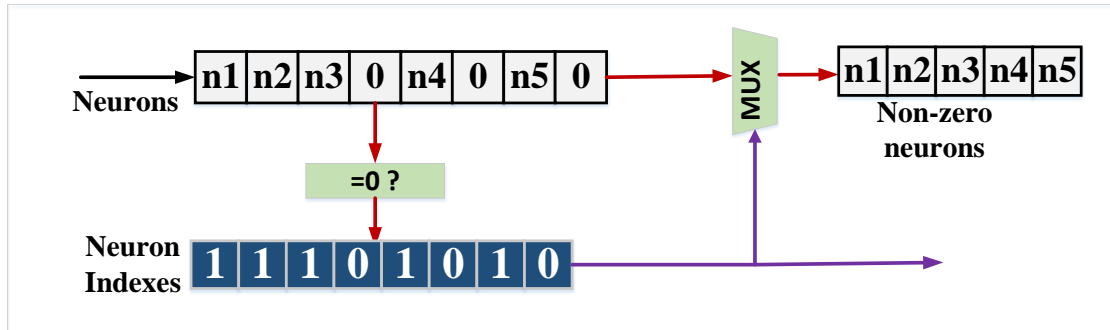 Neurons
n1 n2 n3 0 n4 0 n5 0
MUX
n1 n2 n3 n4 n5
Non-zero
neurons
=0 ?
Neuron
Indexes
1 1 1 0 1 0 1 0